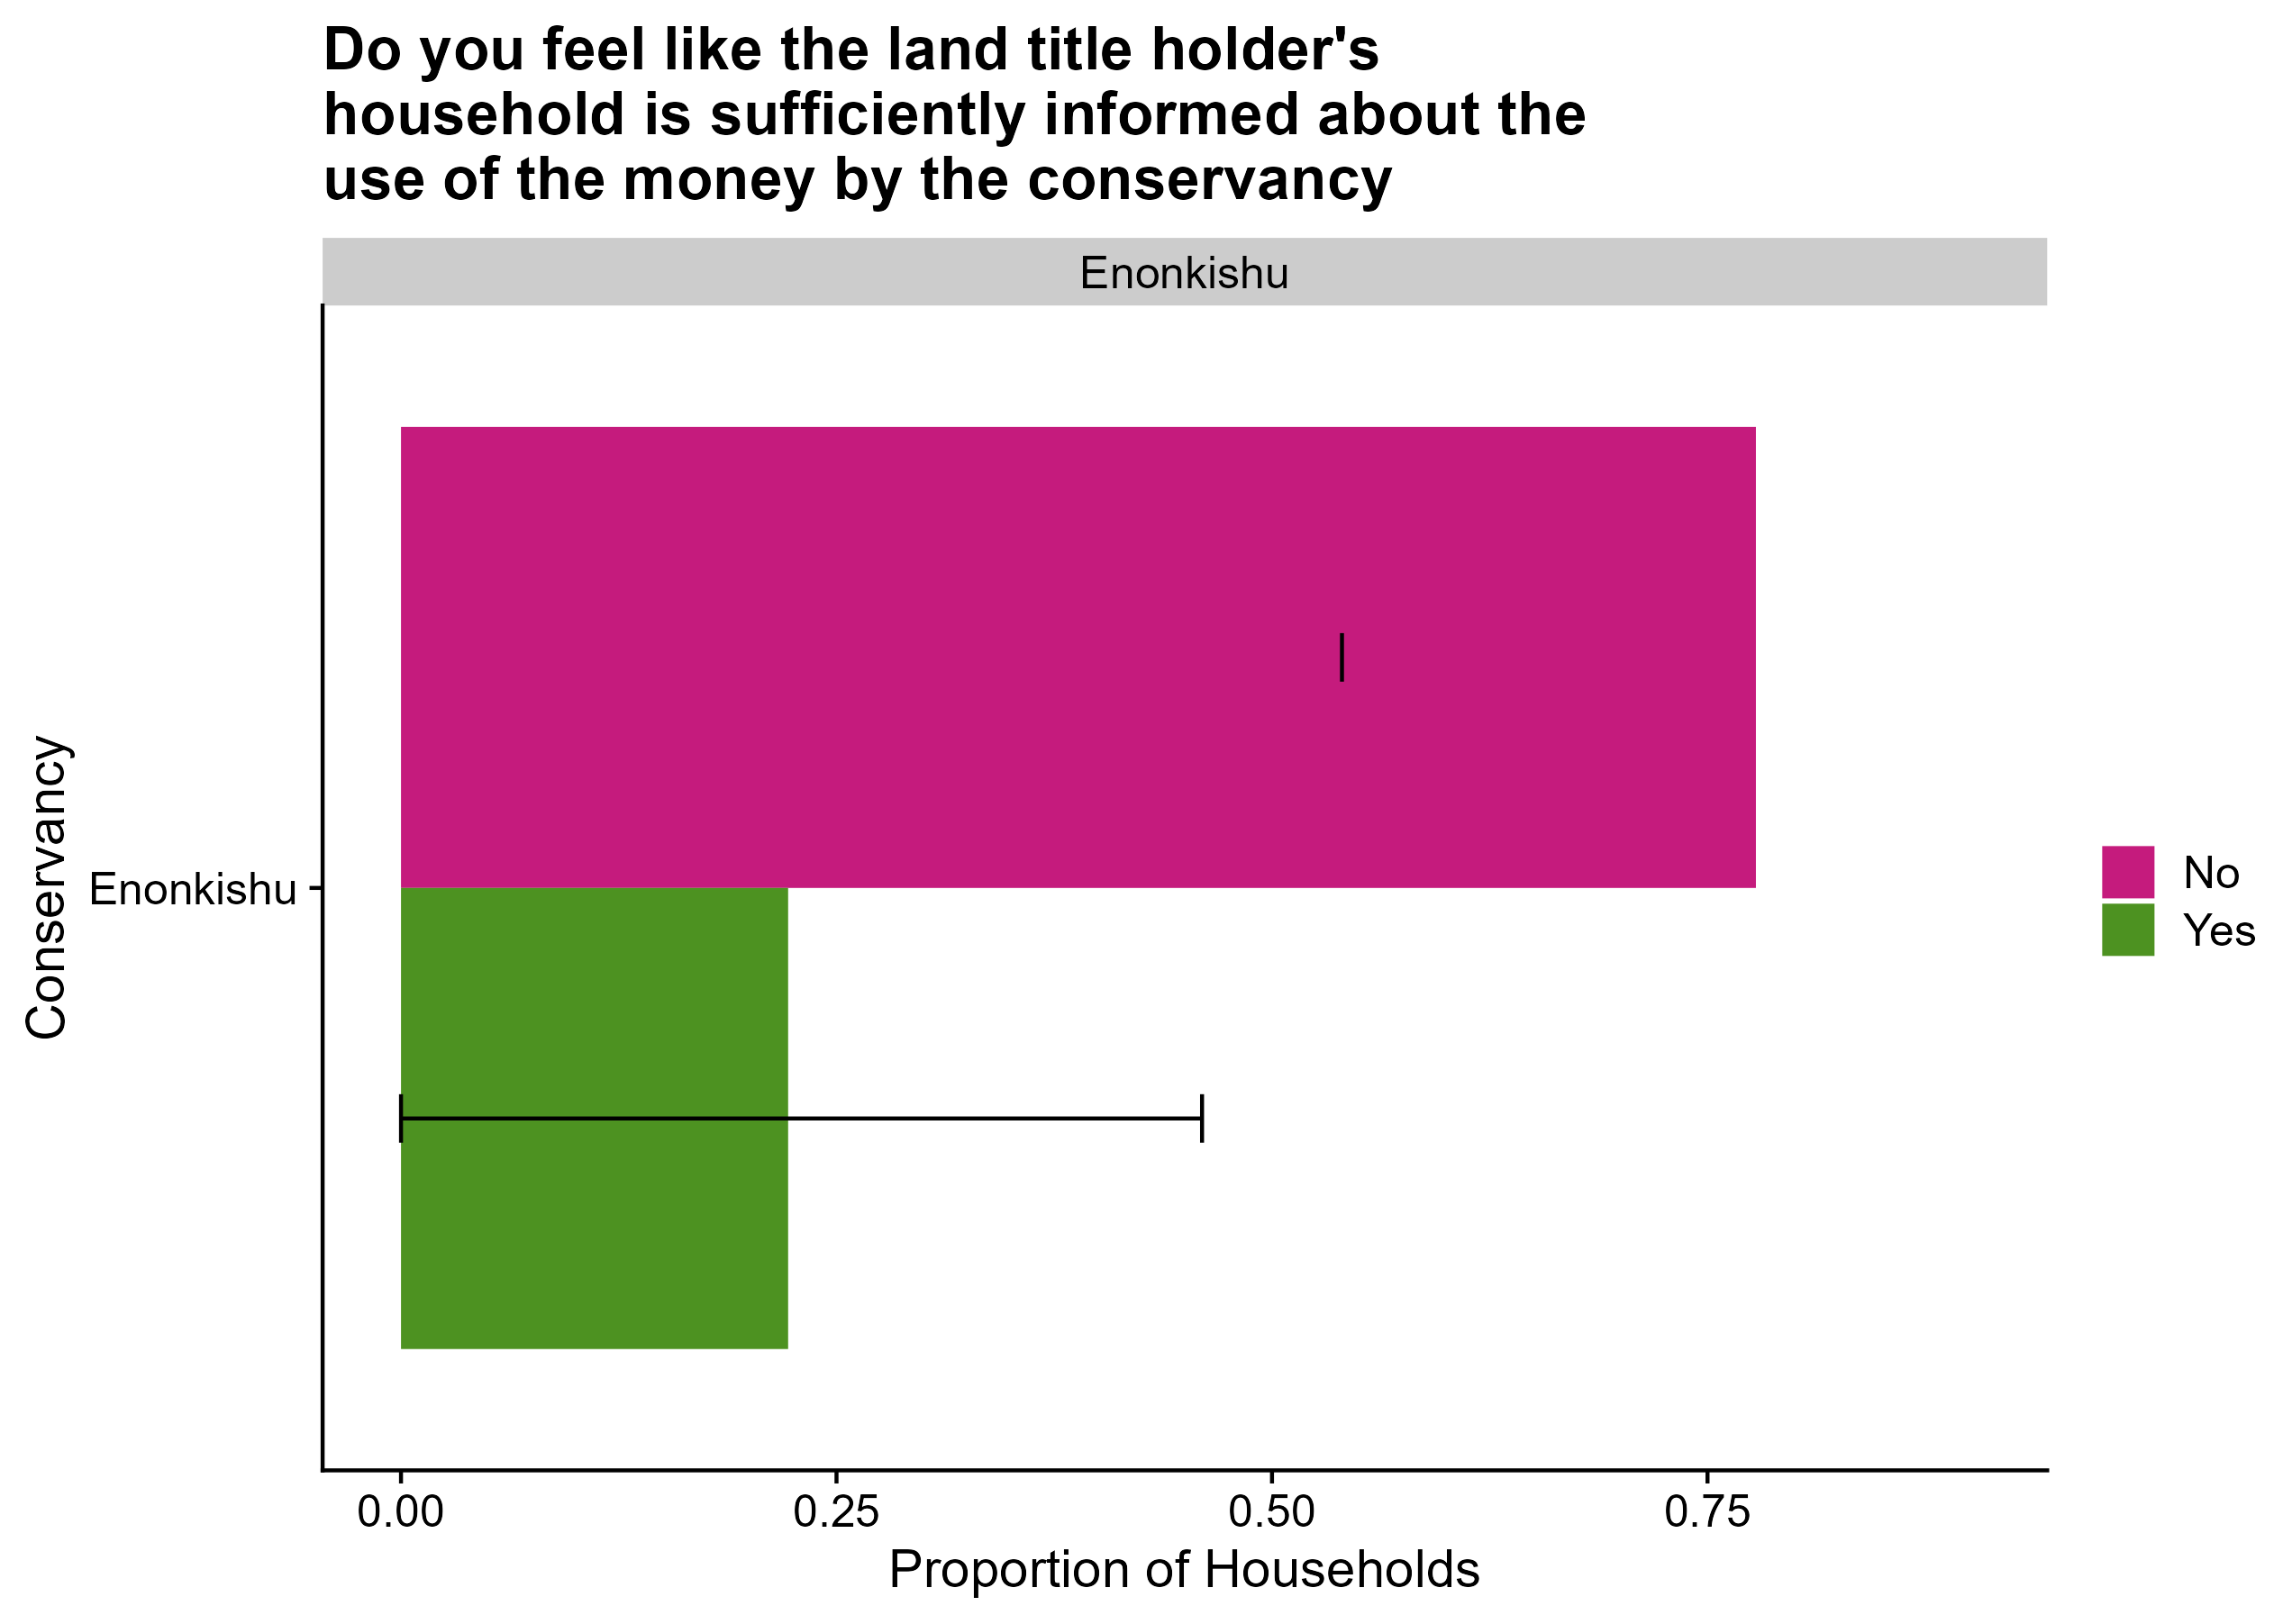 Do you feel like the land title holder's
household is sufficiently informed about the
use of the money by the conservancy
Enonkishu
Conservancy
Enonkishu
No
Yes
0.00 0.25 0.50 0.75
Proportion of Households